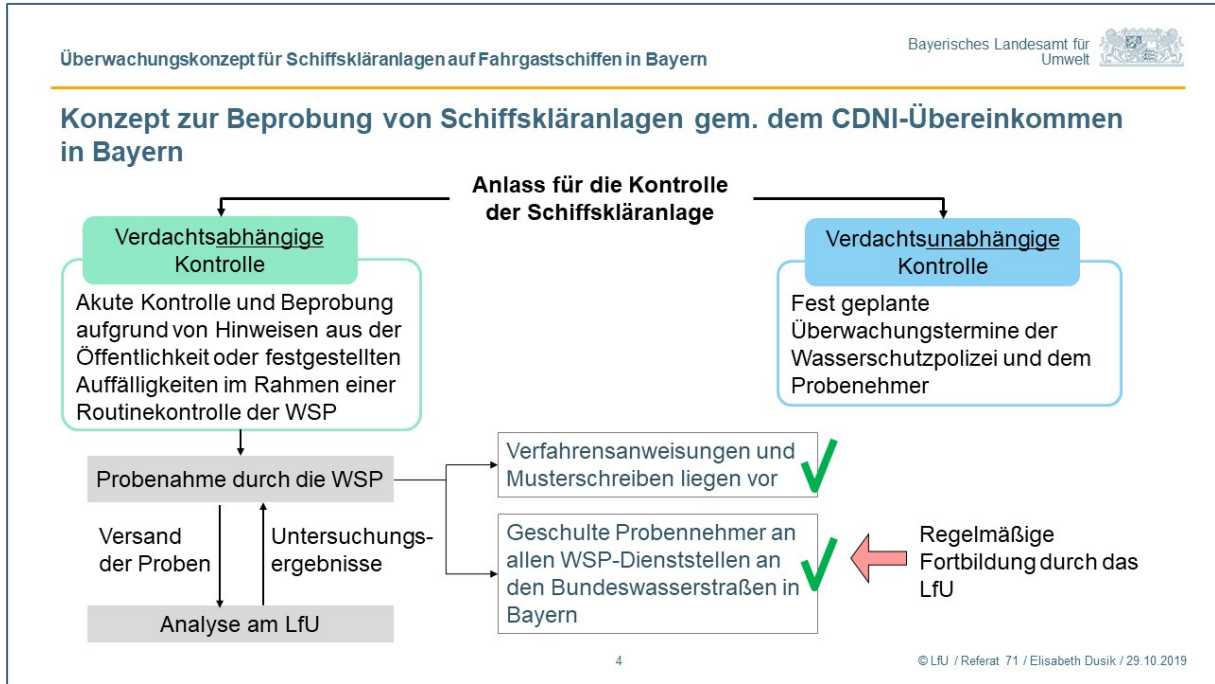 Überwachungskonzept für Schiffskläranlagen auf Fahrgastschiffen in Bayern
Bayerisches Landesamt für
Umwelt
Konzept zur Beprobung von Schiffskläranlagen gem. dem CDNI-Übereinkommen
in Bayern
Anlass für die Kontrolle
der Schiffskläranlage
Verdachtsabhängige
Kontrolle
Akute Kontrolle und Beprobung
aufgrund von Hinweisen aus der
Öffentlichkeit oder festgestellten
Auffälligkeiten im Rahmen einer
Routinekontrolle der WSP
Verdachtsunabhängige
Kontrolle
Fest geplante
Überwachungstermine der
Wasserschutzpolizei und dem
Probenehmer
Probenahme durch die WSP
Versand
der Proben
Untersuchungs-
ergebnisse
Analyse am LfU
Verfahrensanweisungen und
Musterschreiben liegen vor
Geschulte Probennehmer an
allen WSP-Dienststellen an
den Bundeswasserstraßen in
Bayern
Regelmäßige
Fortbildung durch das
LfU
4
© LfU / Referat 71 / Elisabeth Dusik / 29.10.2019